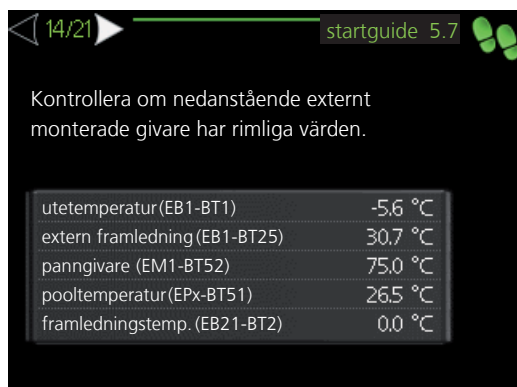 14/21
startguide 5.7
Kontrollera om nedanstående externt
monterade givare har rimliga värden.
utetemperatur(EB1-BT1) -5.6 °C
extern framledning(EB1-BT25) 30.7 °C
panngivare (EM1-BT52) 75.0 °C
pooltemperatur(EPx-BT51) 26.5 °C
framledningstemp.(EB21-BT2) 0.0 °C